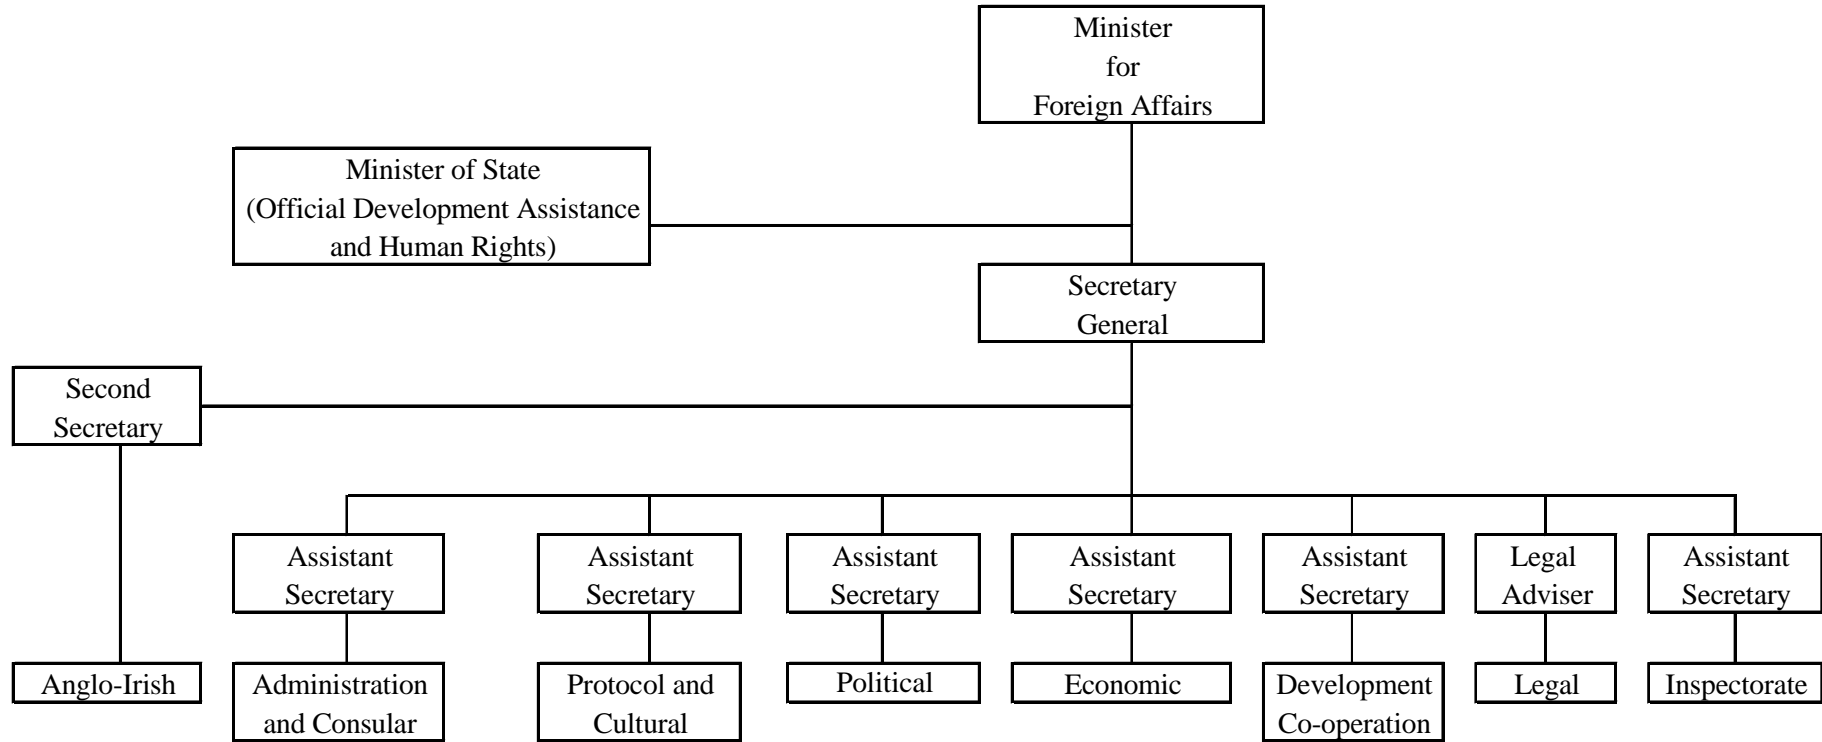 Minister
for
Foreign Affairs
Minister of State
(Official Development Assistance
and Human Rights)
Secretary
General
Second
Secretary
Assistant
Secretary
Assistant
Secretary
Assistant
Secretary
Assistant
Secretary
Assistant
Secretary
Legal
Adviser
Assistant
Secretary
Anglo-Irish
Administration
and Consular
Protocol and
Cultural
Political
Economic
Development
Co-operation
Legal
Inspectorate